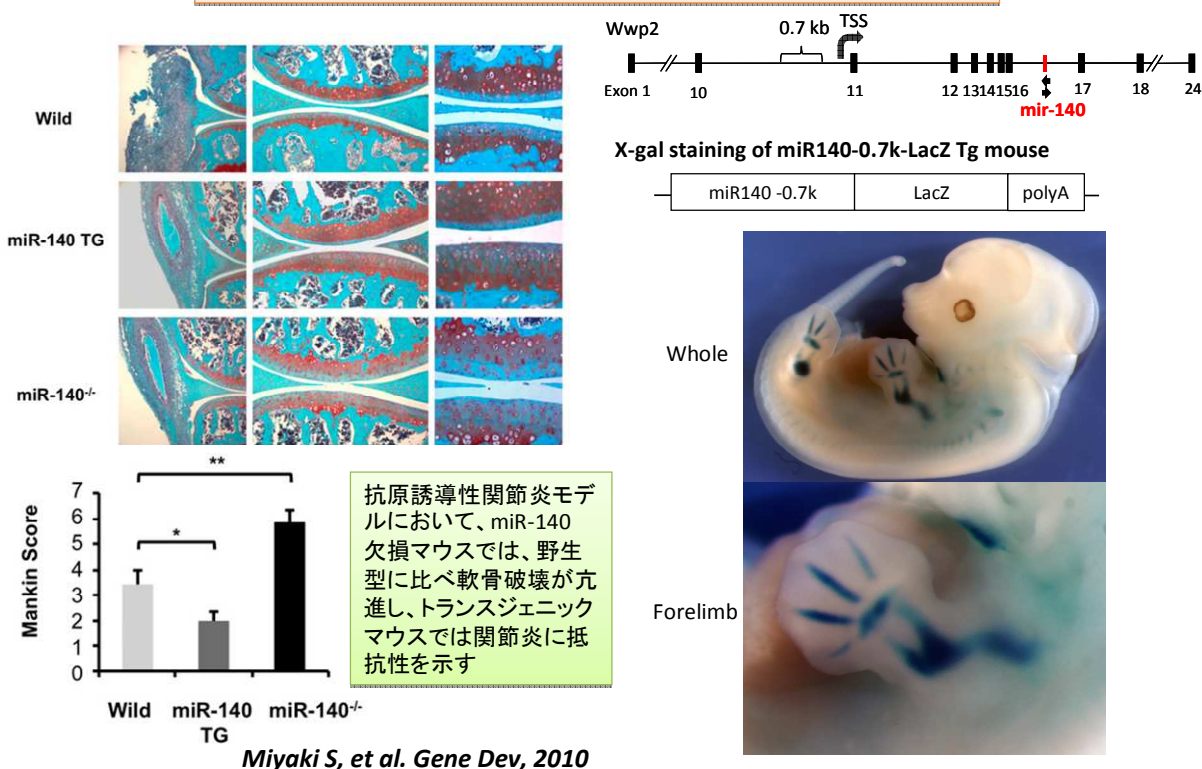 Wild
miR-140 TG
miR-140-/-
**
*
7
6
5
4
3
2
1
0
Mankin Score
Wild
miR-140
TG
miR-140-/-
抗原誘導性関節炎モデ
ルにおいて、miR-140
欠損マウスでは、野生
型に比べ軟骨破壊が亢
進し、トランスジェニック
マウスでは関節炎に抵
抗性を示す
Miyaki S, et al. Gene Dev, 2010
Wwp2
0.7 kb
TSS
Exon 1
10
11
12 13 14 15 16
17
18
24
mir-140
X-gal staining of miR140-0.7k-LacZ Tg mouse
miR140 -0.7k
LacZ
polyA
Whole
Forelimb